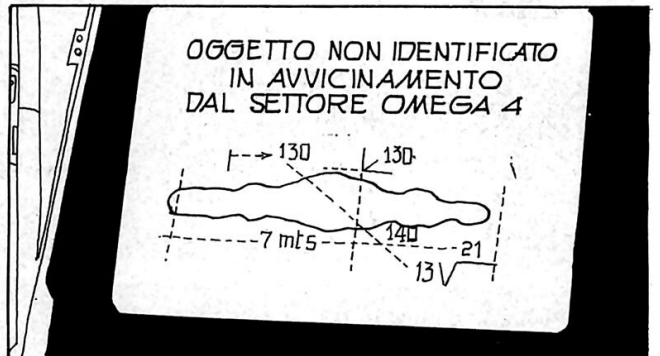 OGGETTO NON IDENTIFICATO
IN AVVICINAMENTO
DAL SETTORE OMEGA 4
130 130
7 mts 140 21
13√